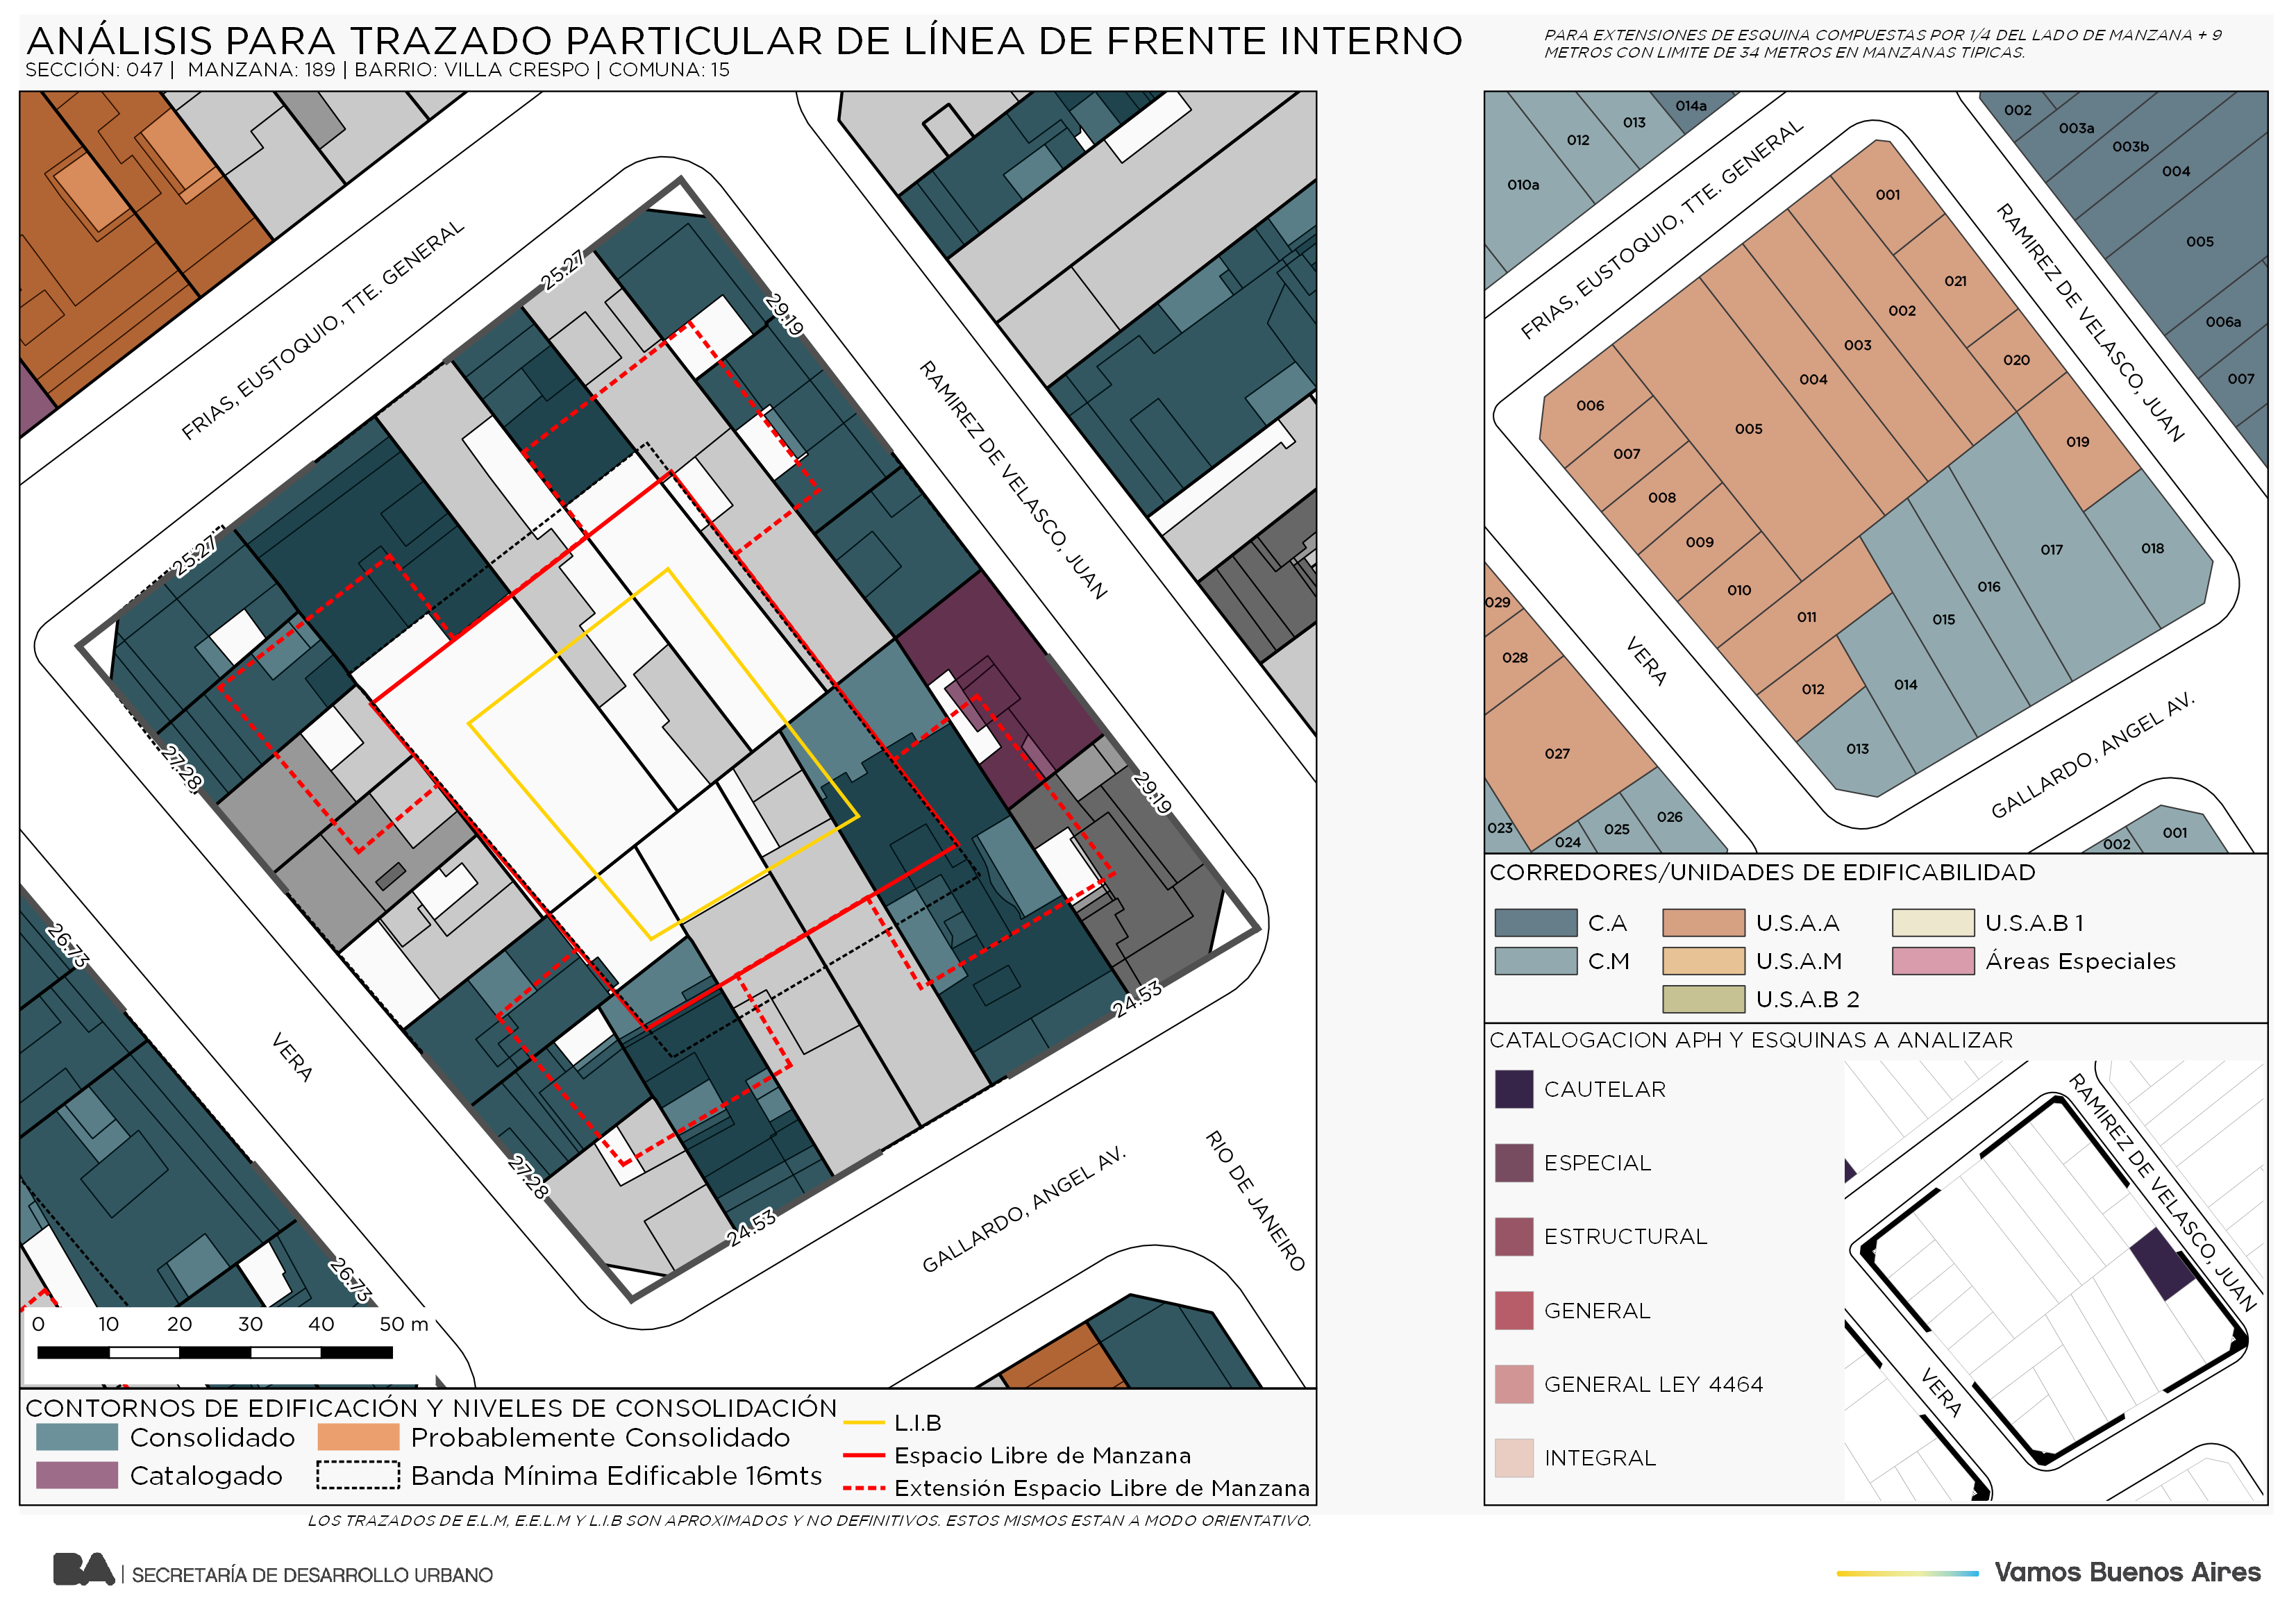 ANÁLISIS PARA TRAZADO PARTICULAR DE LÍNEA DE FRENTE INTERNO
SECCIÓN: 047 | MANZANA: 189 | BARRIO: VILLA CRESPO | COMUNA: 15
PARA EXTENSIONES DE ESQUINA COMPUESTAS POR 1/4 DEL LADO DE MANZANA + 9
METROS CON LIMITE DE 34 METROS EN MANZANAS TIPICAS.
FRIAS, EUSTOQUIO, TTE. GENERAL
25.27
29.19
RAMIREZ DE VELASCO, JUAN
25.27
27.28
29.19
26.73
VERA
24.53
27.28
24.53
GALLARDO, ANGEL AV.
RIO DE JANEIRO
26.73
0 10 20 30 40 50 m
CONTORNOS DE EDIFICACIÓN Y NIVELES DE CONSOLIDACIÓN
Consolidado
Probablemente Consolidado
Catalogado
Banda Mínima Edificable 16mts
L.I.B
Espacio Libre de Manzana
Extensión Espacio Libre de Manzana
LOS TRAZADOS DE E.L.M, E.E.L.M Y L.I.B SON APROXIMADOS Y NO DEFINITIVOS. ESTOS MISMOS ESTAN A MODO ORIENTATIVO.
014a
013
012
010a
002
003a
003b
004
005
006a
007
FRIAS, EUSTOQUIO, TTE. GENERAL
RAMIREZ DE VELASCO, JUAN
001
021
002
020
003
004
019
005
006
007
008
009
010
011
012
013
014
015
016
017
018
029
028
027
023
024
025
026
VERA
GALLARDO, ANGEL AV.
001
002
CORREDORES/UNIDADES DE EDIFICABILIDAD
C.A
U.S.A.A
U.S.A.B 1
C.M
U.S.A.M
Áreas Especiales
U.S.A.B 2
CATALOGACION APH Y ESQUINAS A ANALIZAR
CAUTELAR
ESPECIAL
ESTRUCTURAL
GENERAL
GENERAL LEY 4464
INTEGRAL
RAMIREZ DE VELASCO, JUAN
VERA
BA | SECRETARÍA DE DESARROLLO URBANO
Vamos Buenos Aires